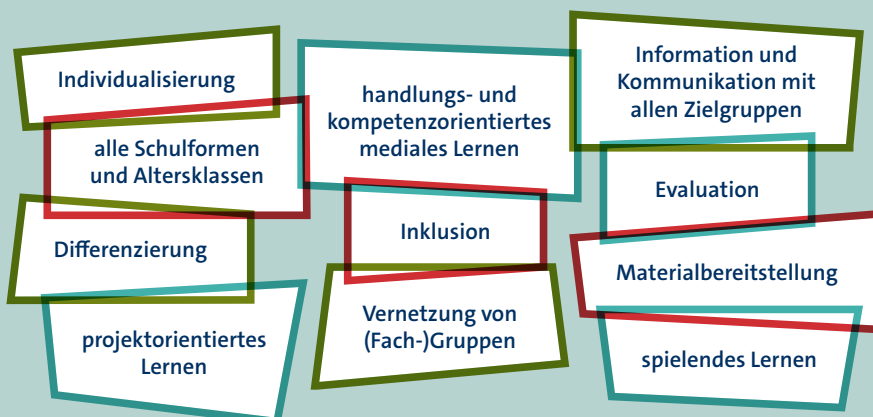 Individualisierung
alle Schulformen
und Altersklassen
Differenzierung
projektorientiertes
Lernen
handlungs- und
kompetenzorientiertes
mediales Lernen
Inklusion
Vernetzung von
(Fach-)Gruppen
Information und
Kommunikation mit
allen Zielgruppen
Evaluation
Materialbereitstellung
spielendes Lernen